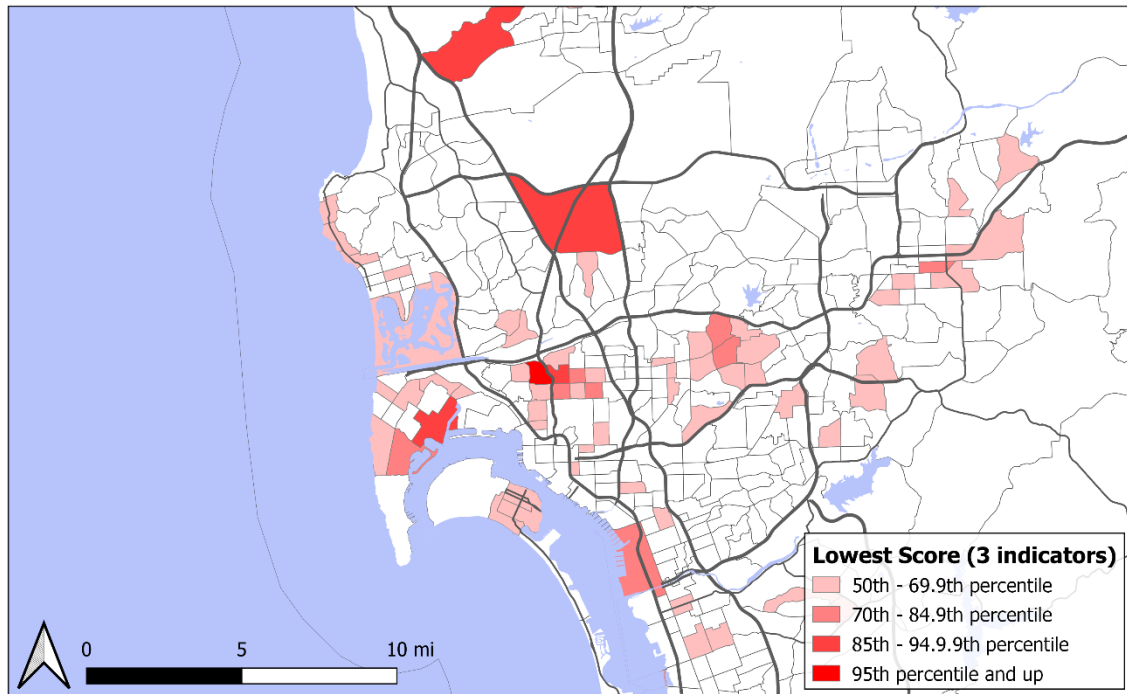 Lowest Score (3 indicators)
50th - 69.9th percentile
70th - 84.9th percentile
85th - 94.9.9th percentile
95th percentile and up
0 5 10 mi